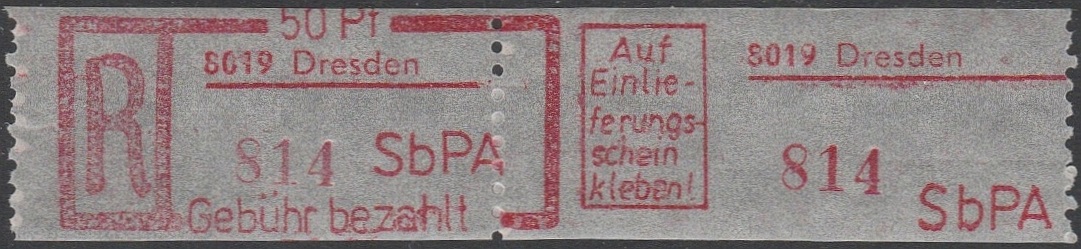 50 Pf
8019 Dresden
R
814 SbPA
Gebühr bezahlt
Auf
Einlie-
ferungs-
schein
kleben!
8019 Dresden
814
SbPA